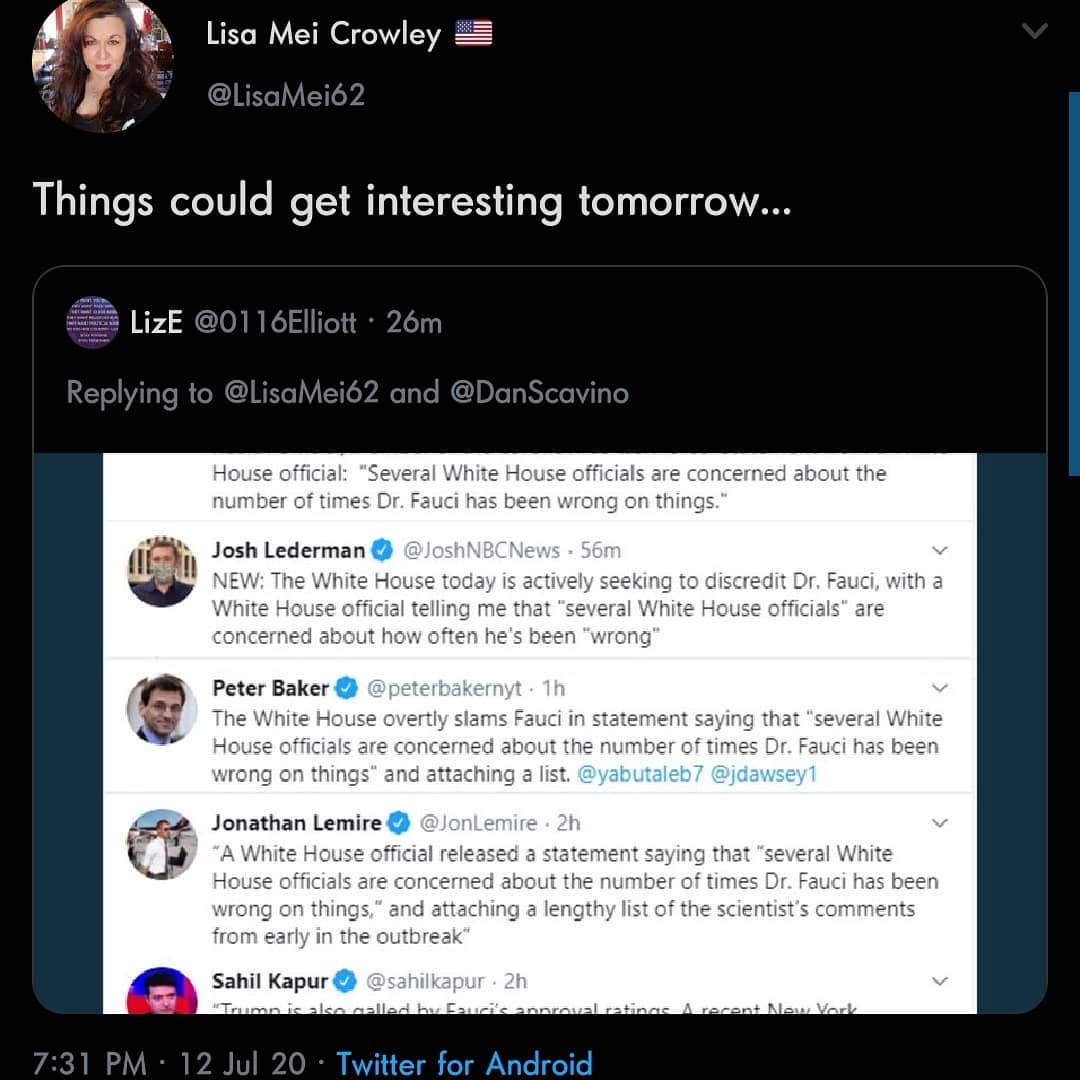 Lisa Mei Crowley
@LisaMei62
Things could get interesting tomorrow...
LizE @0116Elliott · 26m
Replying to @LisaMei62 and @DanScavino
House official: "Several White House officials are concerned about the
number of times Dr. Fauci has been wrong on things."
Josh Lederman @JoshNBCNews · 56m
NEW: The White House today is actively seeking to discredit Dr. Fauci, with a
White House official telling me that "several White House officials" are
concerned about how often he's been "wrong"
Peter Baker @peterbakernyt · 1h
The White House overtly slams Fauci in statement saying that "several White
House officials are concerned about the number of times Dr. Fauci has been
wrong on things" and attaching a list. @yabutaleb7 @jdawsey1
Jonathan Lemire @JonLemire · 2h
"A White House official released a statement saying that "several White
House officials are concerned about the number of times Dr. Fauci has been
wrong on things," and attaching a lengthy list of the scientist's comments
from early in the outbreak"
Sahil Kapur @sahilkapur · 2h
"Trump is also galled by Fauci's approval ratings. A recent New York
7:31 PM · 12 Jul 20 · Twitter for Android